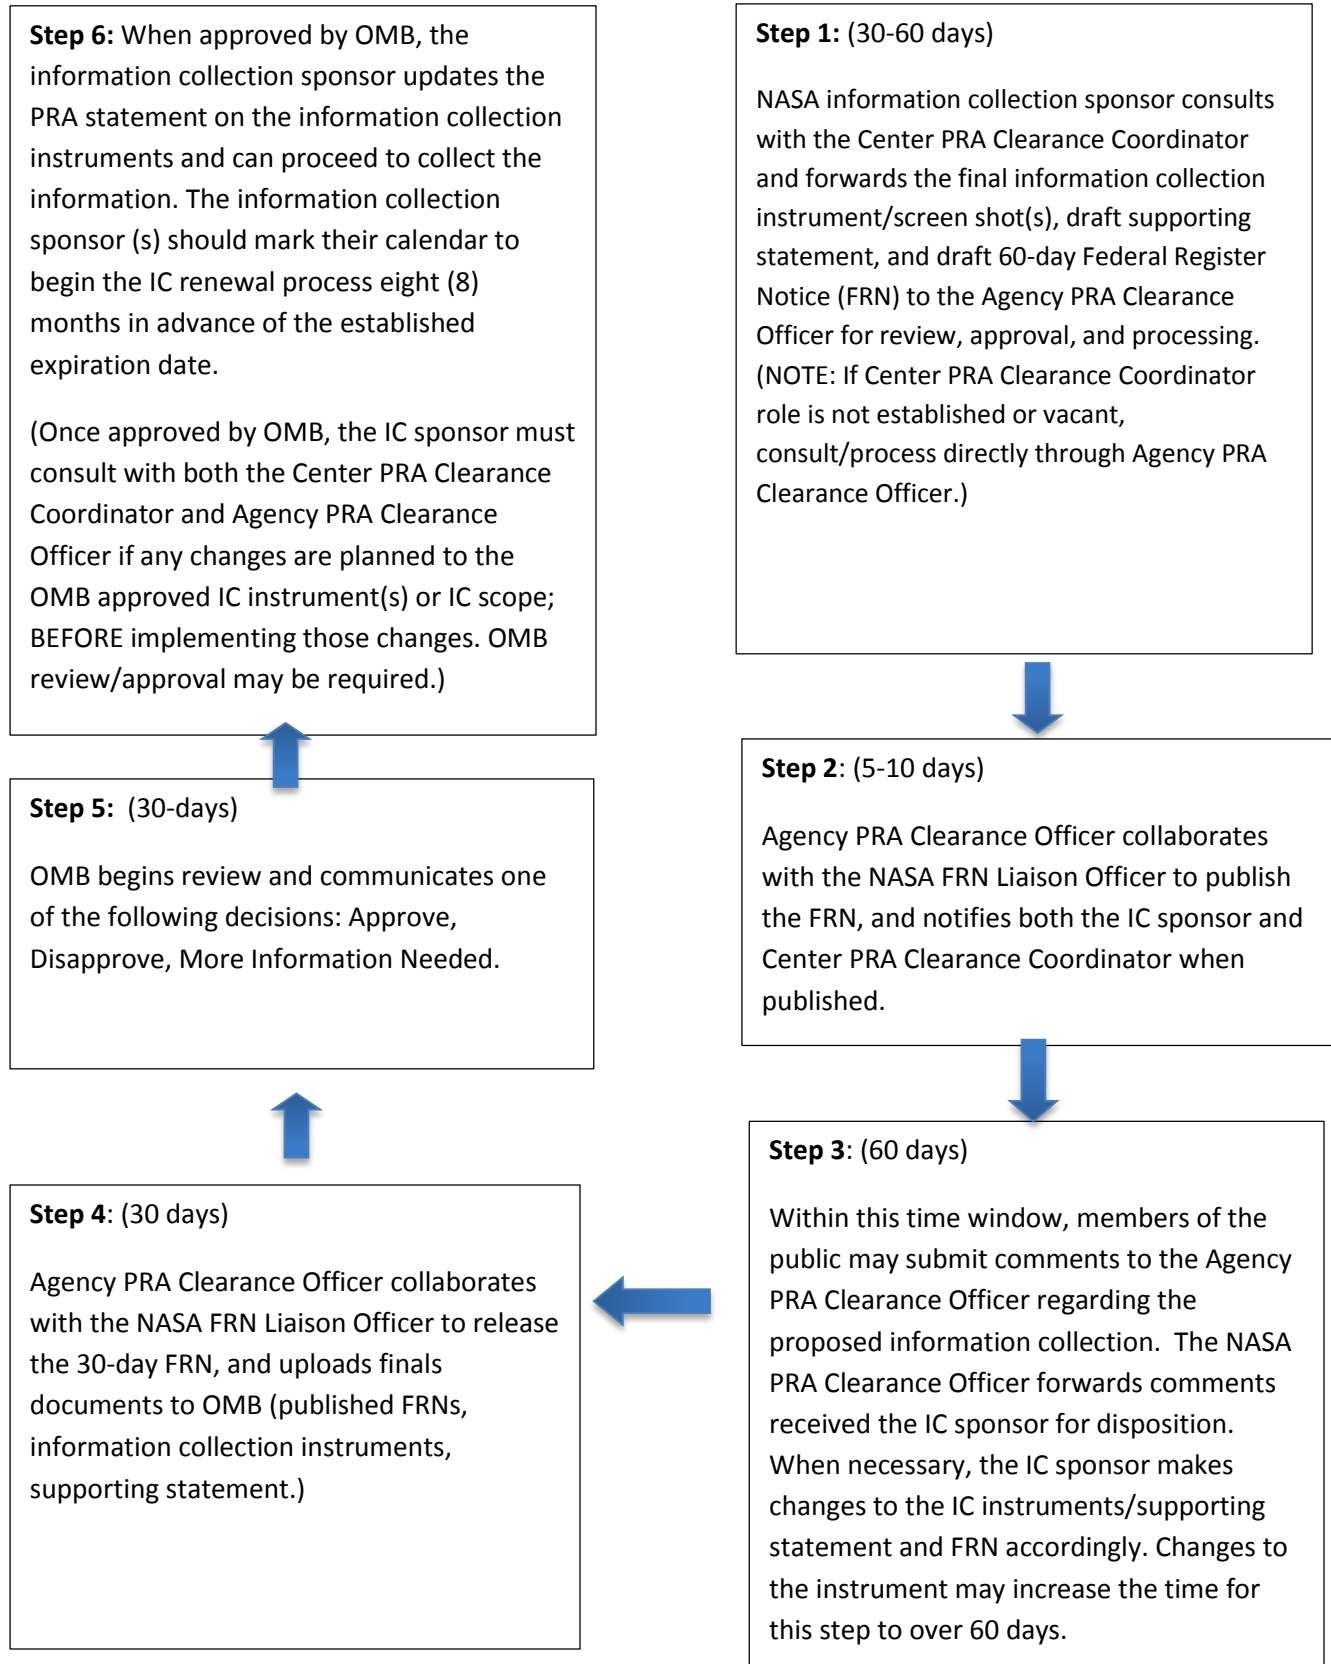 Step 1: (30-60 days)
NASA information collection sponsor consults
with the Center PRA Clearance Coordinator
and forwards the final information collection
instrument/screen shot(s), draft supporting
statement, and draft 60-day Federal Register
Notice (FRN) to the Agency PRA Clearance
Officer for review, approval, and processing.
(NOTE: If Center PRA Clearance Coordinator
role is not established or vacant,
consult/process directly through Agency PRA
Clearance Officer.)
Step 2: (5-10 days)
Agency PRA Clearance Officer collaborates
with the NASA FRN Liaison Officer to publish
the FRN, and notifies both the IC sponsor and
Center PRA Clearance Coordinator when
published.
Step 3: (60 days)
Within this time window, members of the
public may submit comments to the Agency
PRA Clearance Officer regarding the
proposed information collection.  The NASA
PRA Clearance Officer forwards comments
received the IC sponsor for disposition.
When necessary, the IC sponsor makes
changes to the IC instruments/supporting
statement and FRN accordingly. Changes to
the instrument may increase the time for
this step to over 60 days.
Step 4: (30 days)
Agency PRA Clearance Officer collaborates
with the NASA FRN Liaison Officer to release
the 30-day FRN, and uploads finals
documents to OMB (published FRNs,
information collection instruments,
supporting statement.)
Step 5:  (30-days)
OMB begins review and communicates one
of the following decisions: Approve,
Disapprove, More Information Needed.
Step 6: When approved by OMB, the
information collection sponsor updates the
PRA statement on the information collection
instruments and can proceed to collect the
information. The information collection
sponsor (s) should mark their calendar to
begin the IC renewal process eight (8)
months in advance of the established
expiration date.
(Once approved by OMB, the IC sponsor must
consult with both the Center PRA Clearance
Coordinator and Agency PRA Clearance
Officer if any changes are planned to the
OMB approved IC instrument(s) or IC scope;
BEFORE implementing those changes. OMB
review/approval may be required.)